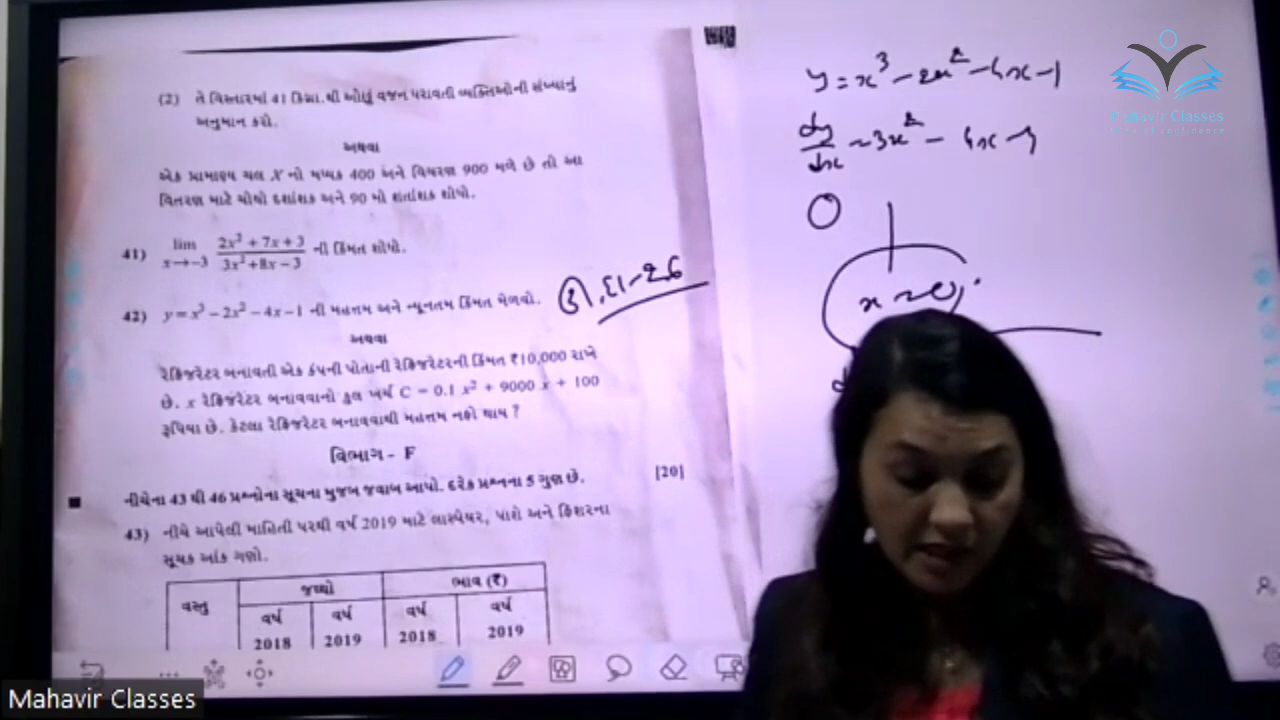 (2) તે વિસ્તારમાં 41 કિગ્રા.થી ઓછું વજન ધરાવતી વ્યક્તિઓની સંખ્યાનું
અનુમાન કરો.
અથવા
એક પ્રામાણ્ય ચલ X નો મધ્યક 400 અને વિચરણ 900 મળે છે તો આ
વિતરણ માટે ચોથો દશાંશક અને 90 મો શતાંશક શોધો.
41) lim x→-3 2x² + 7x + 3 / 3x² + 8x - 3 ની કિંમત શોધો.
42) y = x³ - 2x² - 4x - 1 ની મહત્તમ અને ન્યૂનતમ કિંમત મેળવો.
અથવા
રેફ્રિજરેટર બનાવતી એક કંપની પોતાની રેફ્રિજરેટરની કિંમત ₹10,000 રાખે
છે. x રેફ્રિજરેટર બનાવવાનો કુલ ખર્ચ C = 0.1 x² + 9000 x + 100
રૂપિયા છે. કેટલા રેફ્રિજરેટર બનાવવાથી મહત્તમ નફો થાય ?
વિભાગ - F
નીચેના 43 થી 46 પ્રશ્નોના સૂચના મુજબ જવાબ આપો. દરેક પ્રશ્નના 5 ગુણ છે. [20]
43) નીચે આપેલી માહિતી પરથી વર્ષ 2019 માટે લાસ્પેયર, પાશે અને ફિશરના
સૂચક આંક ગણો.
વસ્તુ જથ્થો ભાવ (₹)
વર્ષ 2018 વર્ષ 2019 વર્ષ 2018 વર્ષ 2019
y = x³ - 2x² - 4x - 1
dy/dx = 3x² - 4x - 4
Mahavir Classes
Mahavir Classes